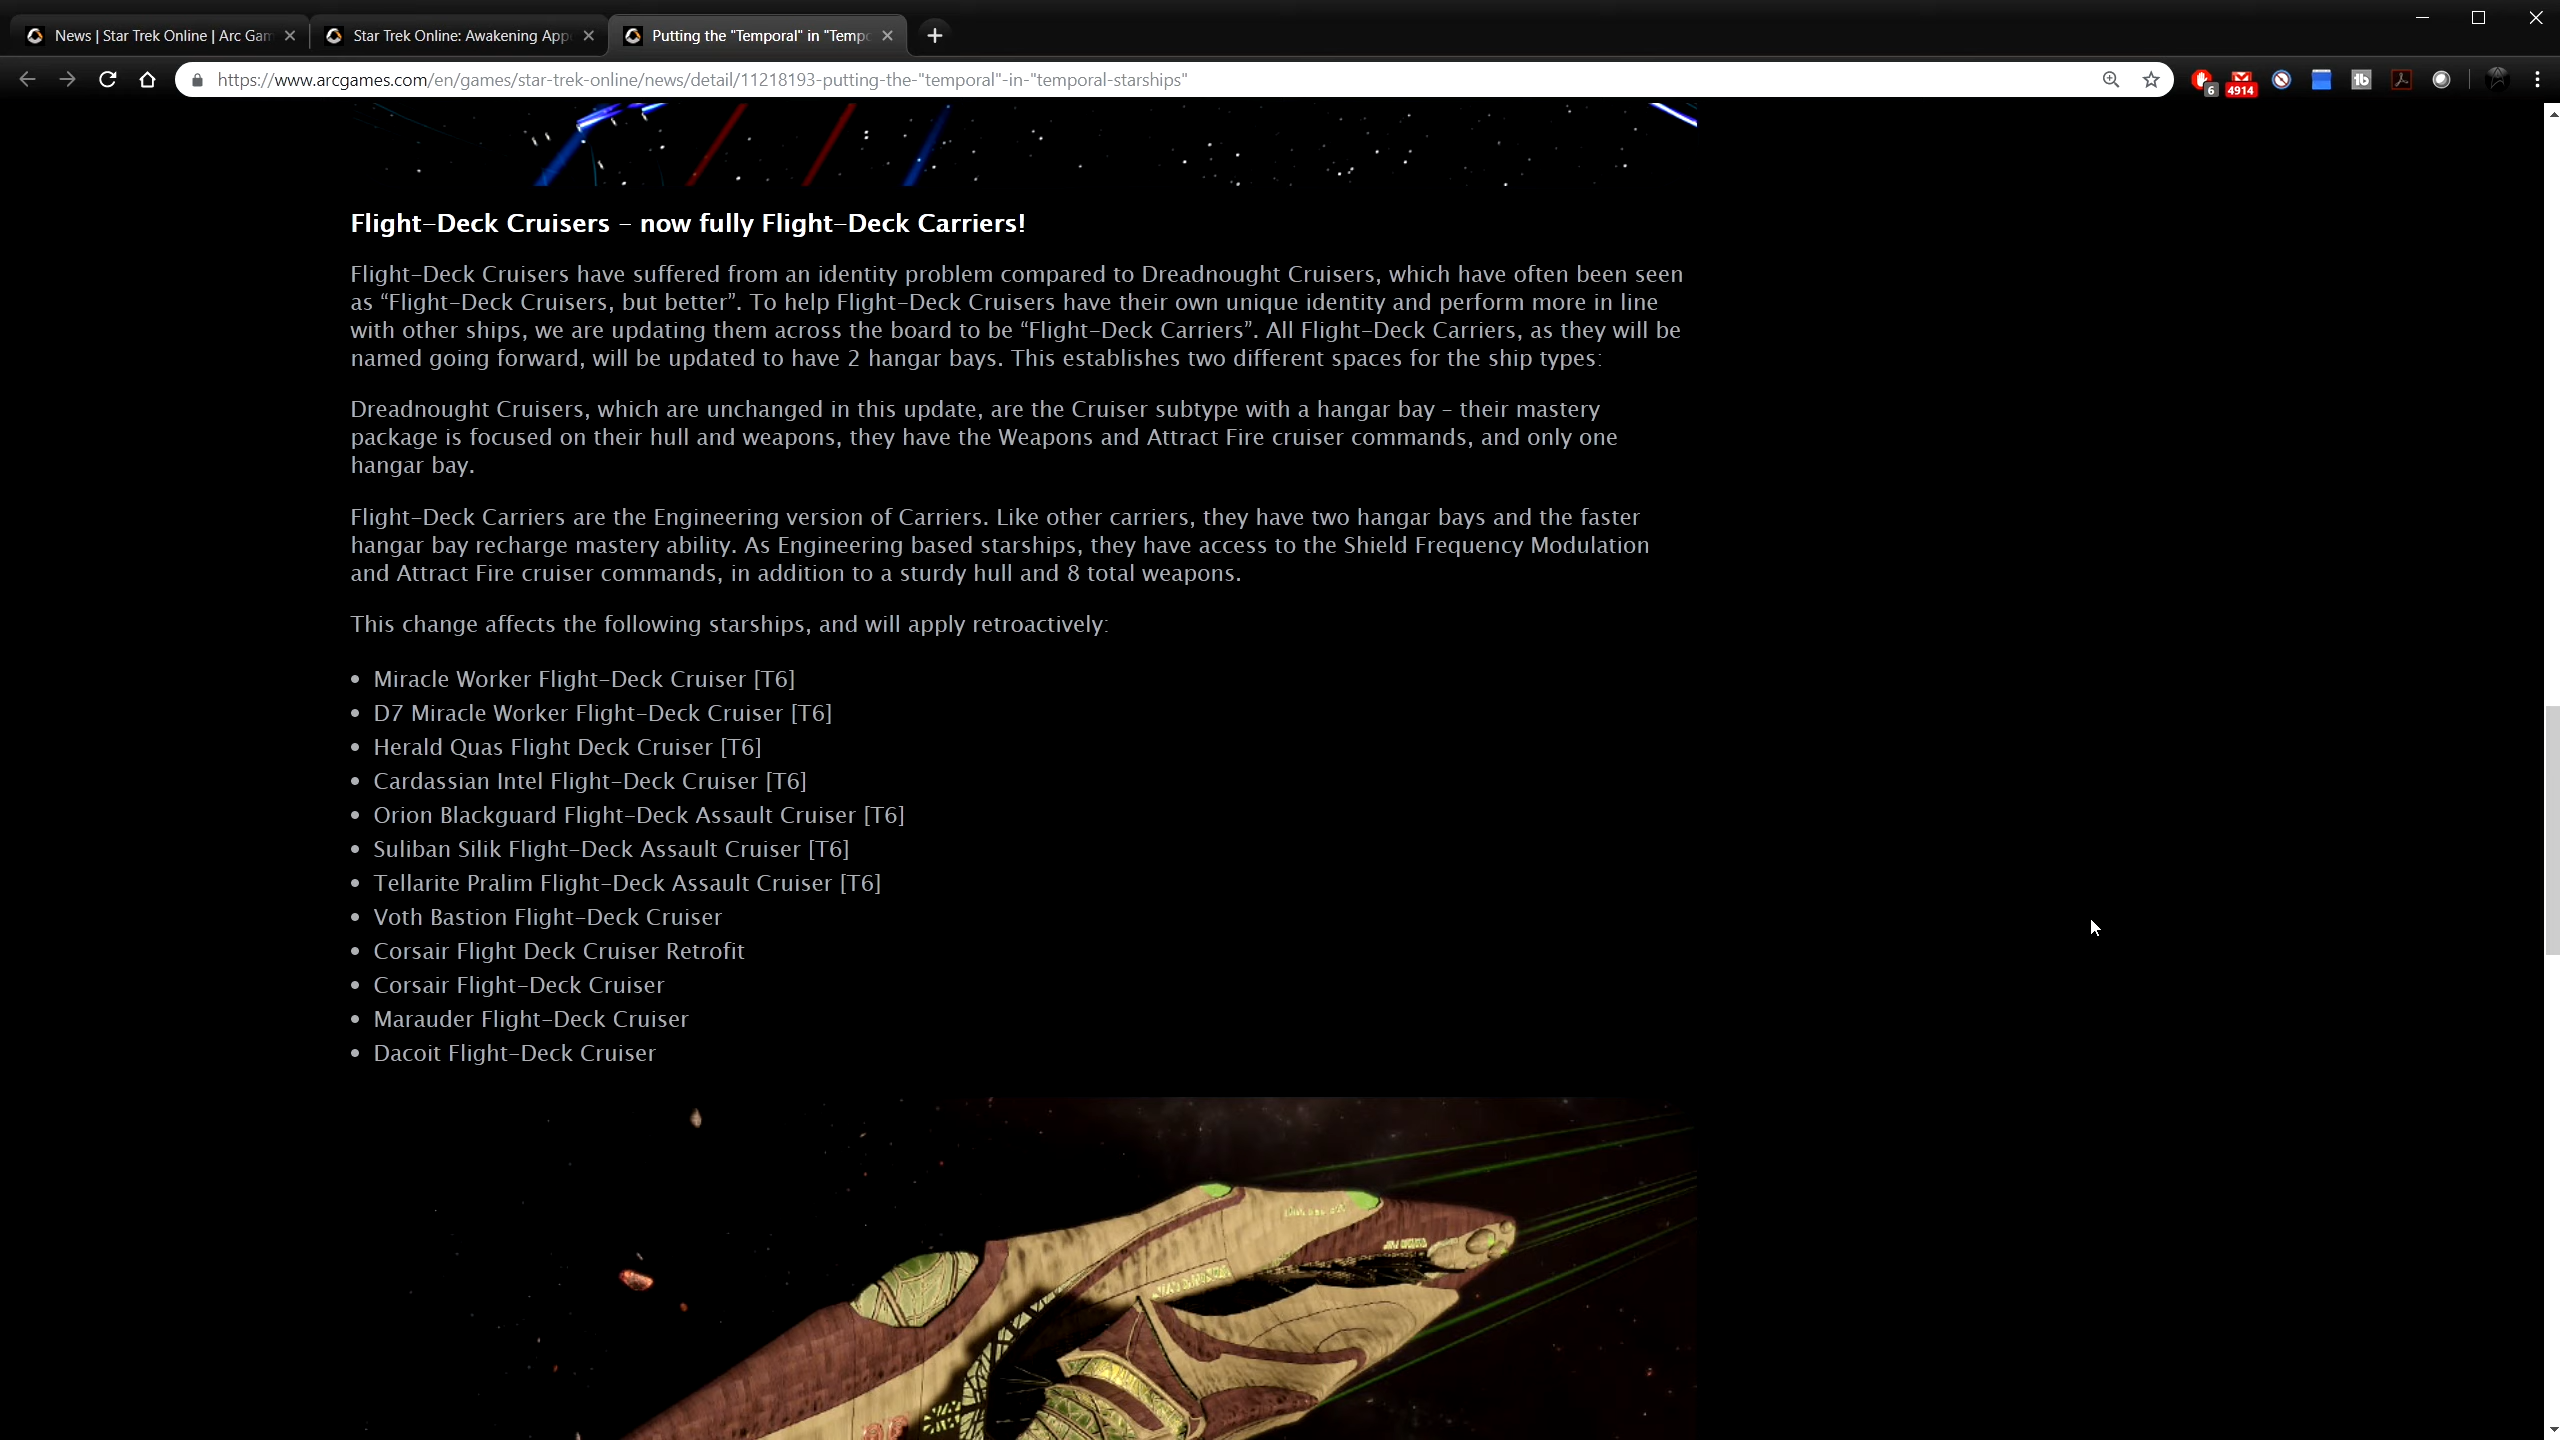 News | Star Trek Online | Arc Gam
Star Trek Online: Awakening App
Putting the "Temporal" in "Temp
https://www.arcgames.com/en/games/star-trek-online/news/detail/11218193-putting-the-"temporal"-in-"temporal-starships"
6
4914
Flight-Deck Cruisers – now fully Flight-Deck Carriers!
Flight-Deck Cruisers have suffered from an identity problem compared to Dreadnought Cruisers, which have often been seen
as “Flight-Deck Cruisers, but better”. To help Flight-Deck Cruisers have their own unique identity and perform more in line
with other ships, we are updating them across the board to be “Flight-Deck Carriers”. All Flight-Deck Carriers, as they will be
named going forward, will be updated to have 2 hangar bays. This establishes two different spaces for the ship types:
Dreadnought Cruisers, which are unchanged in this update, are the Cruiser subtype with a hangar bay – their mastery
package is focused on their hull and weapons, they have the Weapons and Attract Fire cruiser commands, and only one
hangar bay.
Flight-Deck Carriers are the Engineering version of Carriers. Like other carriers, they have two hangar bays and the faster
hangar bay recharge mastery ability. As Engineering based starships, they have access to the Shield Frequency Modulation
and Attract Fire cruiser commands, in addition to a sturdy hull and 8 total weapons.
This change affects the following starships, and will apply retroactively:
• Miracle Worker Flight-Deck Cruiser [T6]
• D7 Miracle Worker Flight-Deck Cruiser [T6]
• Herald Quas Flight Deck Cruiser [T6]
• Cardassian Intel Flight-Deck Cruiser [T6]
• Orion Blackguard Flight-Deck Assault Cruiser [T6]
• Suliban Silik Flight-Deck Assault Cruiser [T6]
• Tellarite Pralim Flight-Deck Assault Cruiser [T6]
• Voth Bastion Flight-Deck Cruiser
• Corsair Flight Deck Cruiser Retrofit
• Corsair Flight-Deck Cruiser
• Marauder Flight-Deck Cruiser
• Dacoit Flight-Deck Cruiser